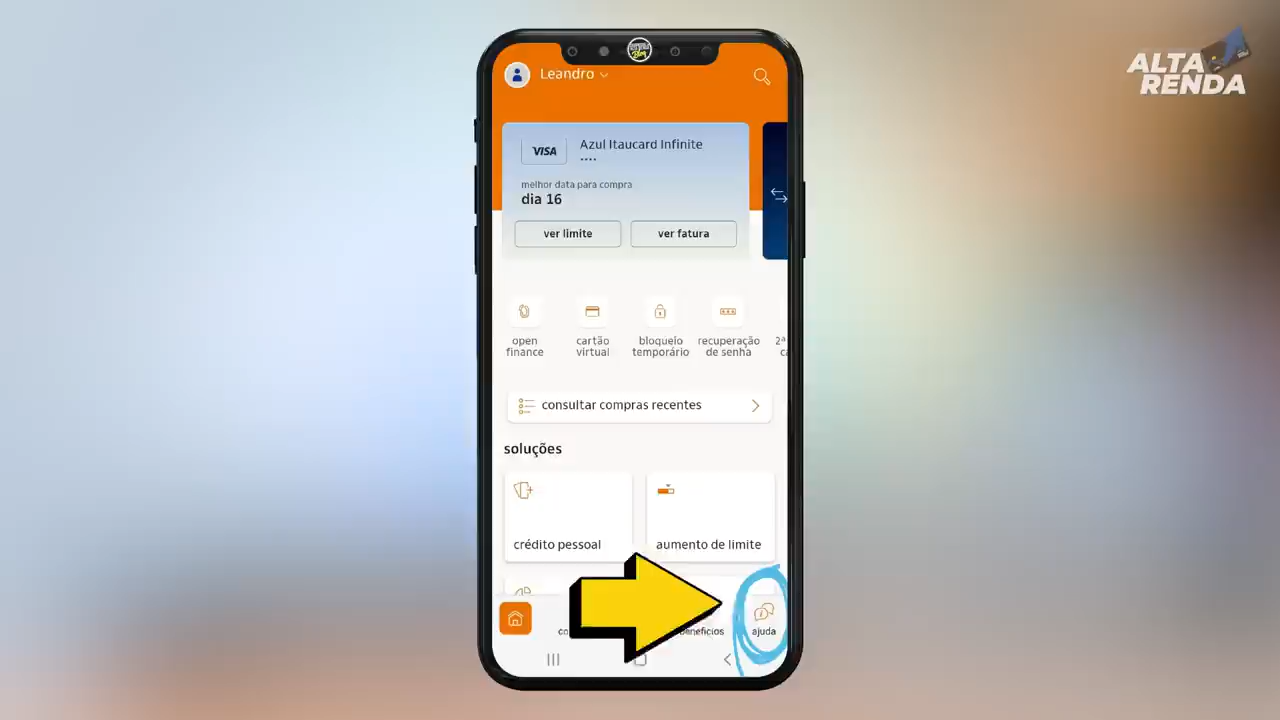 ALTA
RENDA
Leandro
VISA
Azul Itaucard Infinite
••••
melhor data para compra
dia 16
ver limite
ver fatura
open
finance
cartão
virtual
bloqueio
temporário
recuperação
de senha
2ª
consultar compras recentes
soluções
crédito pessoal
aumento de limite
ajuda